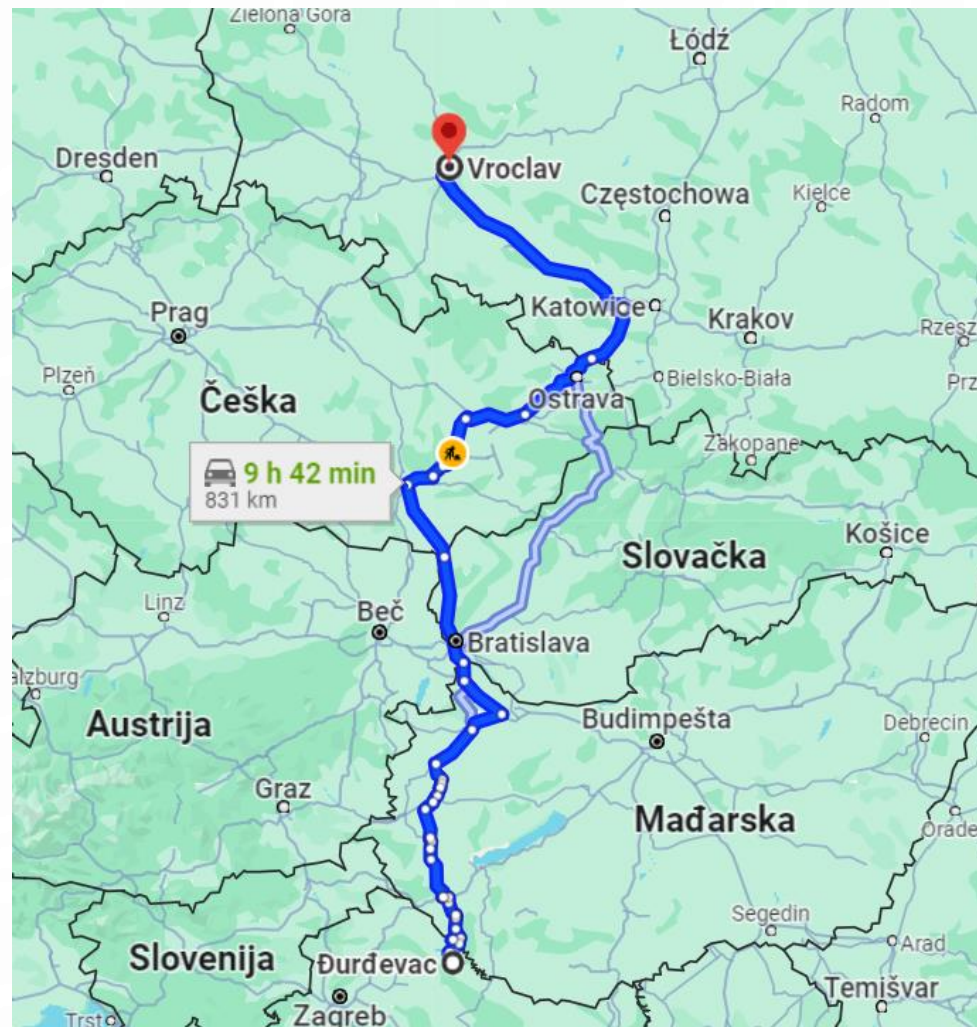 Zielona Góra
Łódź
Radom
Dresden
Vroclav
Częstochowa
Kielce
Katowice
Prag
Krakov
Rzesz
Plzeň
Bielsko-Biała
Prz
Češka
Ostrava
Zakopane
9 h 42 min
831 km
Slovačka
Košice
Linz
Beč
Bratislava
alzburg
Austrija
Budimpešta
Debrecin
Graz
Mađarska
Orade
Segedin
Slovenija
Đurđevac
Arad
Temišvar
Zagreb
Trst